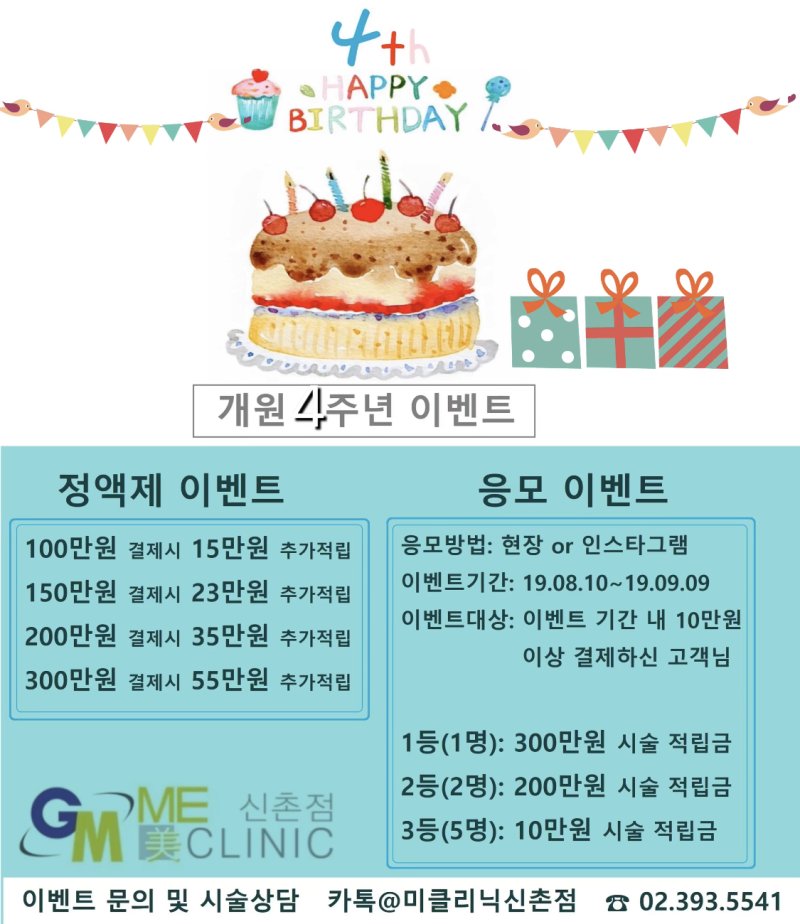 4th
HAPPY
BIRTHDAY
개원 4주년 이벤트
정액제 이벤트
100만원 결제시 15만원 추가적립
150만원 결제시 23만원 추가적립
200만원 결제시 35만원 추가적립
300만원 결제시 55만원 추가적립
응모 이벤트
응모방법: 현장 or 인스타그램
이벤트기간: 19.08.10~19.09.09
이벤트대상: 이벤트 기간 내 10만원
이상 결제하신 고객님
1등(1명): 300만원 시술 적립금
2등(2명): 200만원 시술 적립금
3등(5명): 10만원 시술 적립금
GM ME 신촌점
美 CLINIC
이벤트 문의 및 시술상담 카톡@미클리닉신촌점 ☎ 02.393.5541